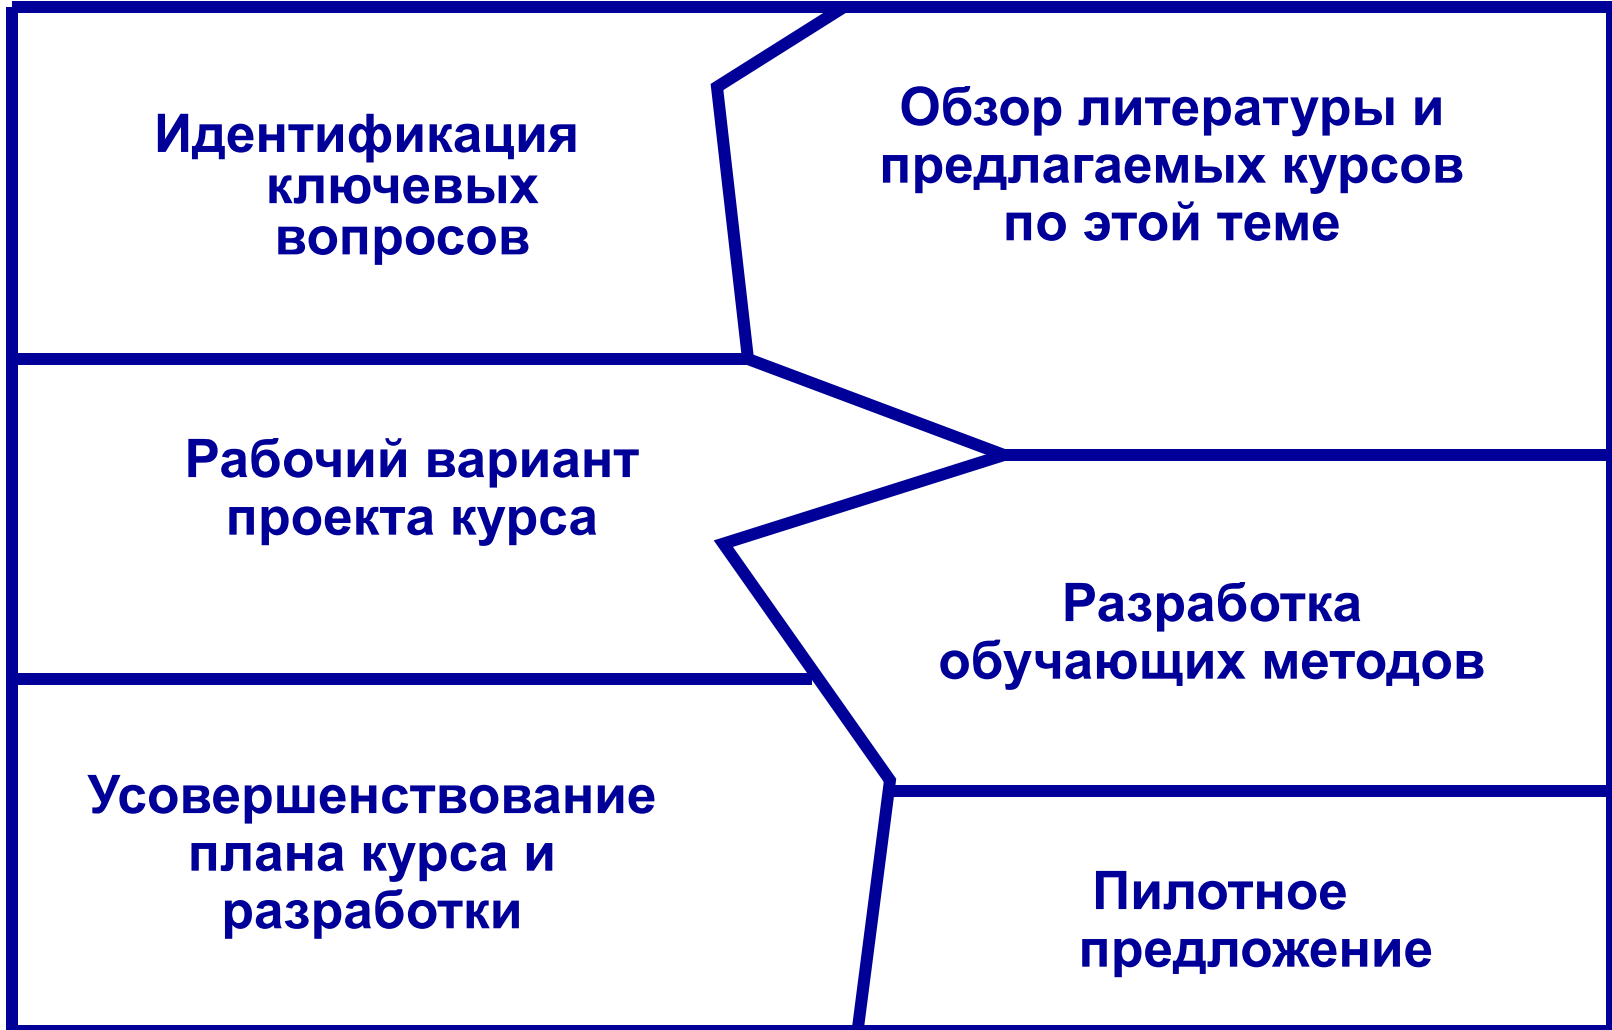 Идентификация
ключевых
вопросов
Обзор литературы и
предлагаемых курсов
по этой теме
Рабочий вариант
проекта курса
Разработка
обучающих методов
Усовершенствование
плана курса и
разработки
Пилотное
предложение